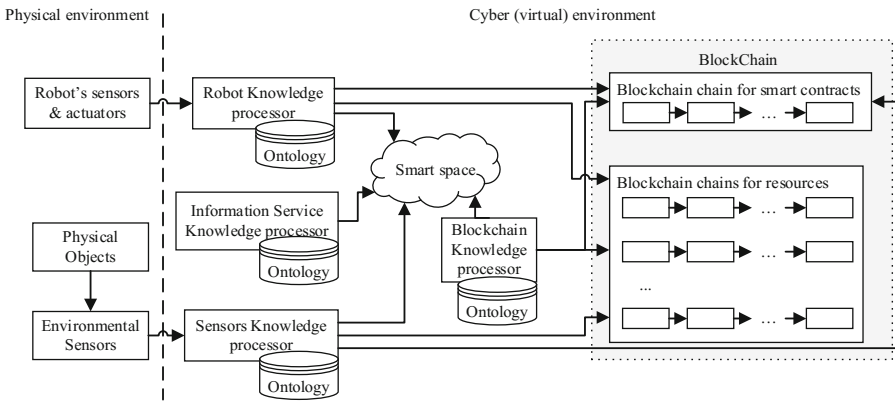 Physical environment
Cyber (virtual) environment
BlockChain
Robot's sensors
& actuators
Robot Knowledge
processor
Ontology
Blockchain chain for smart contracts
...
Smart space
Information Service
Knowledge processor
Ontology
Blockchain
Knowledge
processor
Ontology
Blockchain chains for resources
...
...
...
...
Physical
Objects
Environmental
Sensors
Sensors Knowledge
processor
Ontology